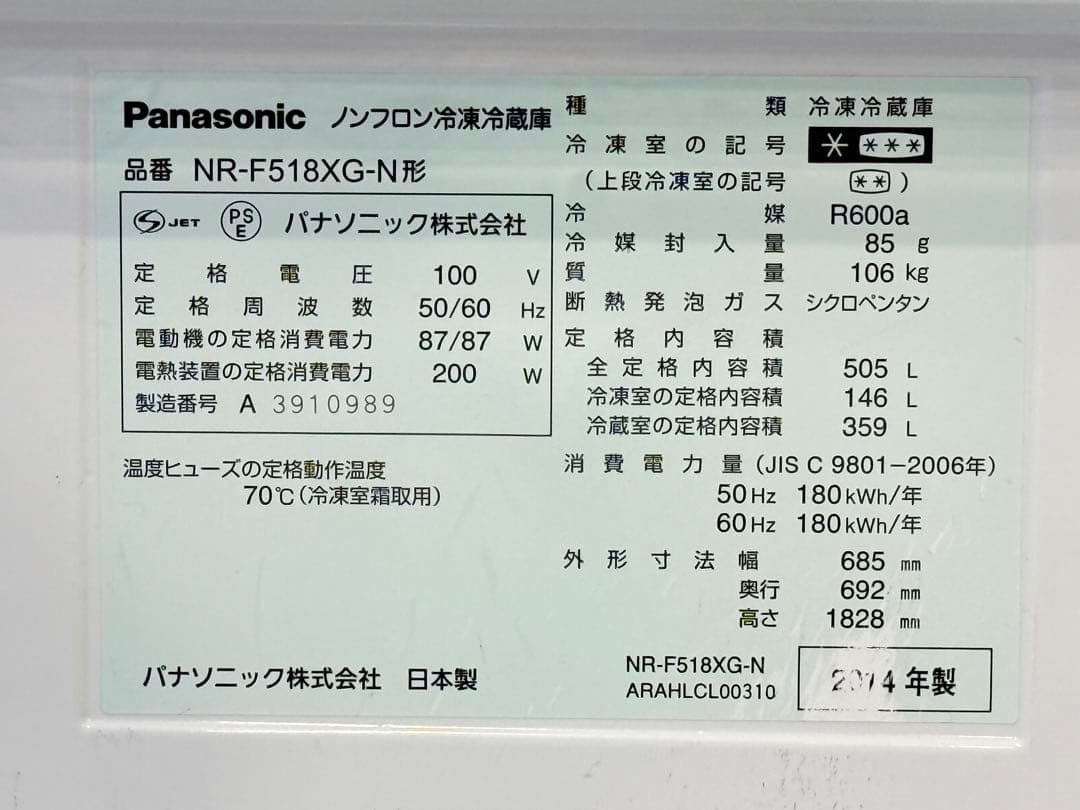 Panasonic ノンフロン冷凍冷蔵庫
品番 NR-F518XG-N形
S JET PSE パナソニック株式会社
定格電圧 100 V
定格周波数 50/60 Hz
電動機の定格消費電力 87/87 W
電熱装置の定格消費電力 200 W
製造番号 A 3910989
温度ヒューズの定格動作温度
70℃(冷凍室霜取用)
種類 冷凍冷蔵庫
冷凍室の記号 * ***
(上段冷凍室の記号 **)
冷媒 R600a
冷媒封入量 85 g
質量 106 kg
断熱発泡ガス シクロペンタン
定格内容積
全定格内容積 505 L
冷凍室の定格内容積 146 L
冷蔵室の定格内容積 359 L
消費電力量(JIS C 9801-2006年)
50Hz 180kWh/年
60Hz 180kWh/年
外形寸法幅 685 mm
奥行 692 mm
高さ 1828 mm
パナソニック株式会社 日本製
NR-F518XG-N
ARAHLCL00310
2014年製